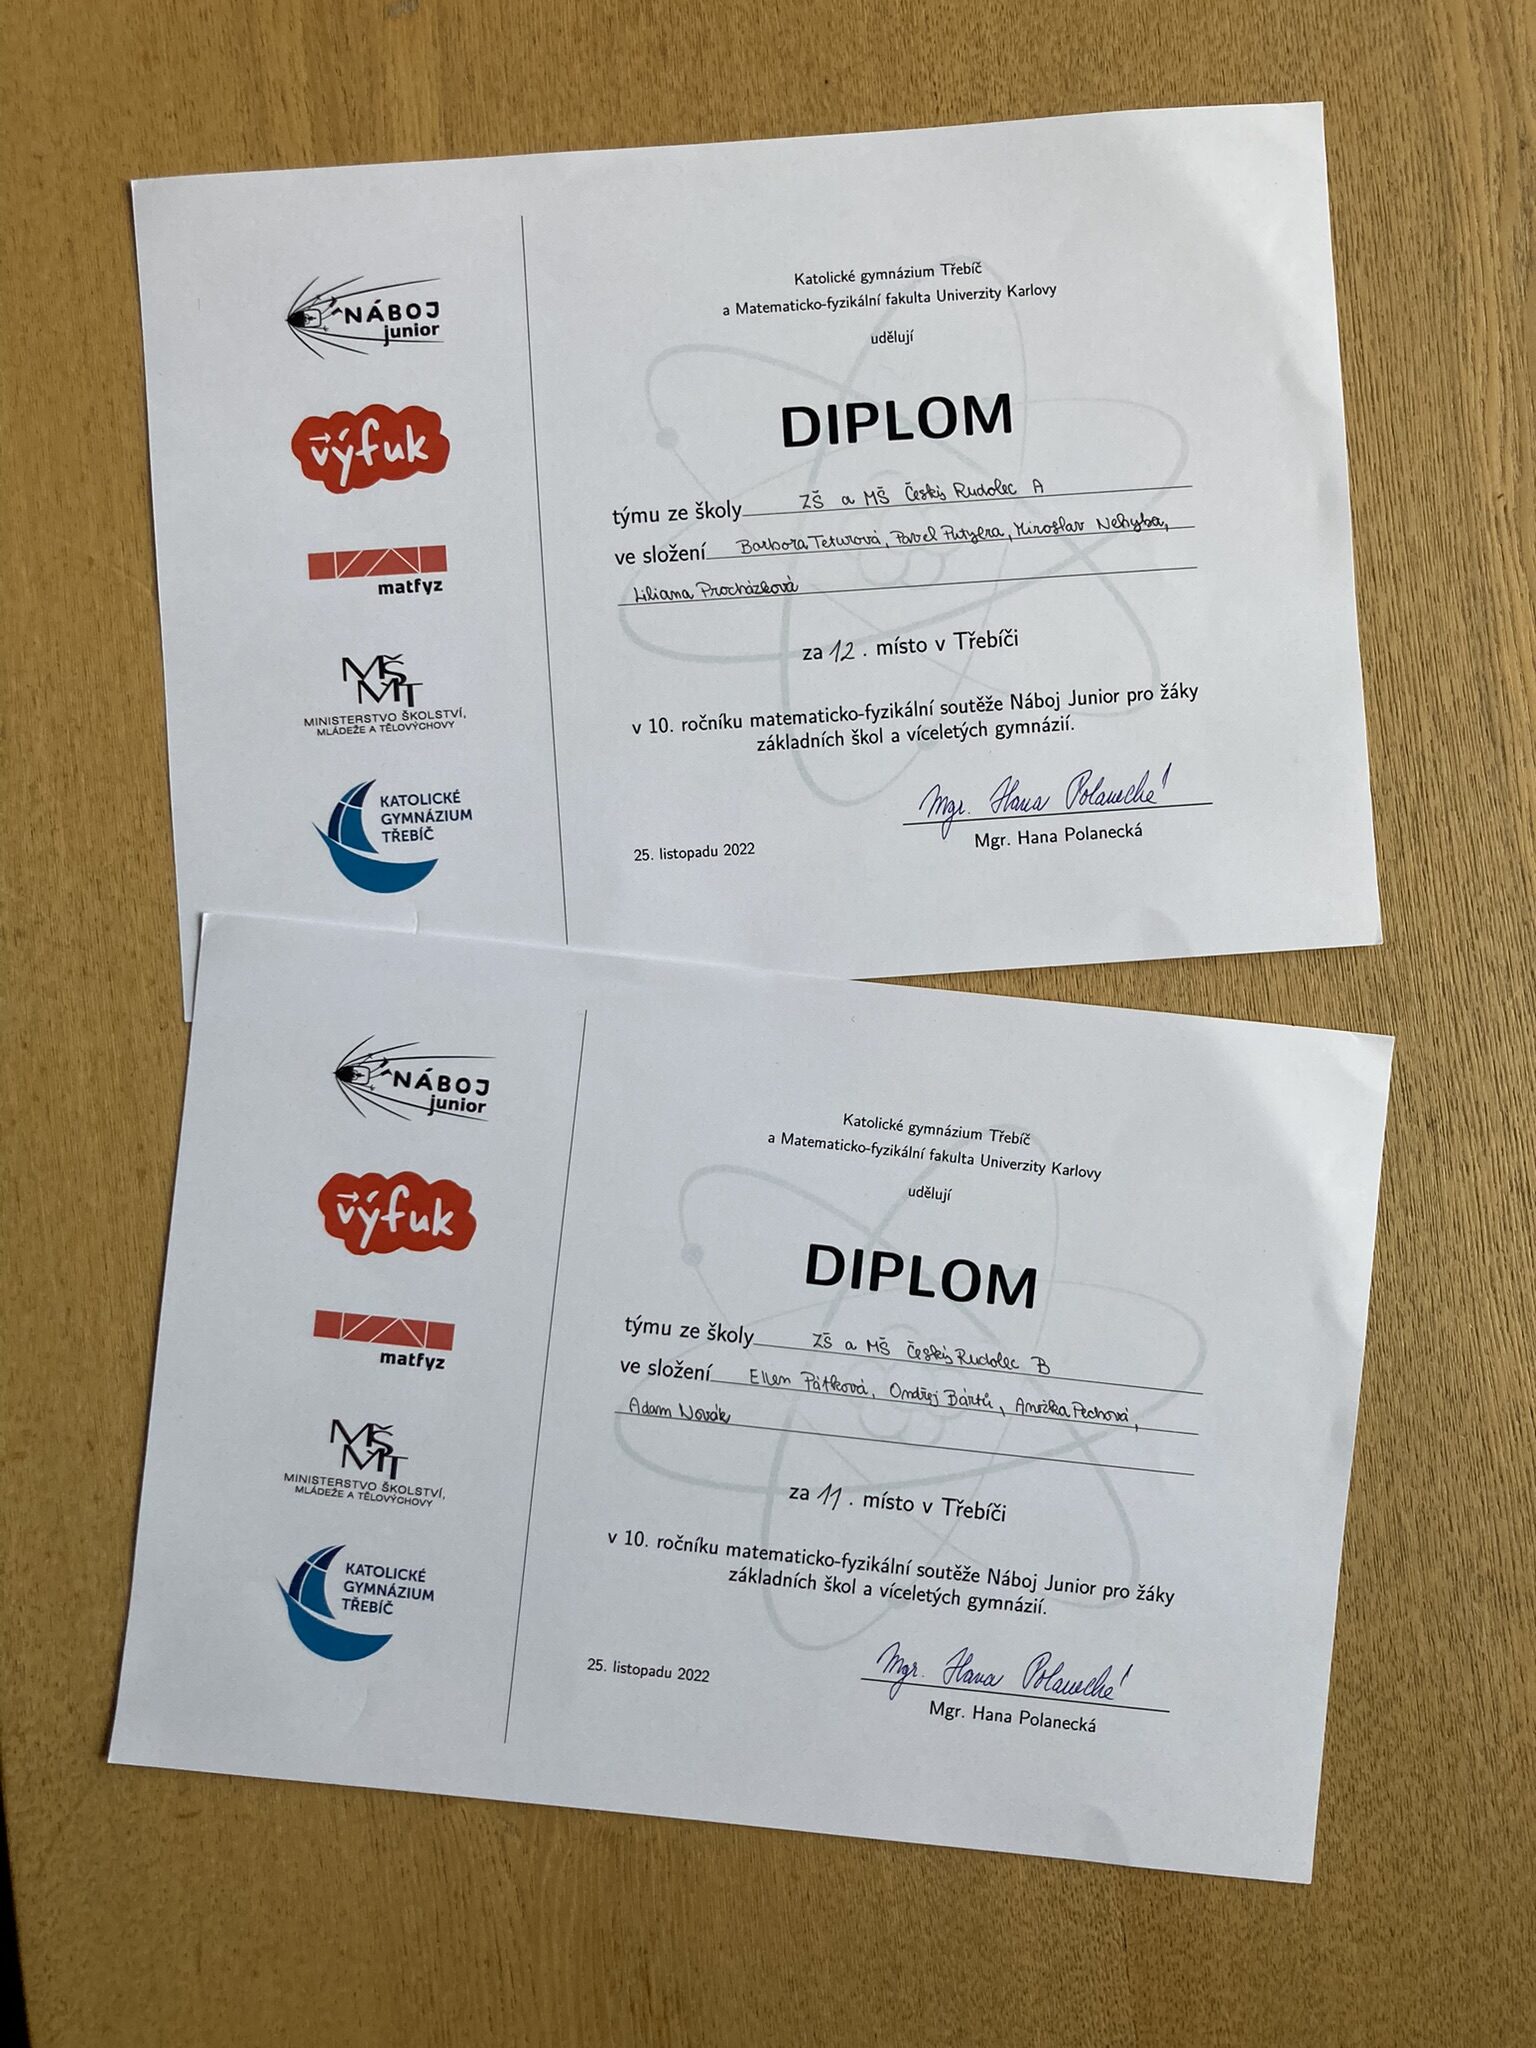 NÁBOJ
junior
výfuk
matfyz
MŠ
MT
MINISTERSTVO ŠKOLSTVÍ,
MLÁDEŽE A TĚLOVÝCHOVY
KATOLICKÉ
GYMNÁZIUM
TŘEBÍČ
Katolické gymnázium Třebíč
a Matematicko-fyzikální fakulta Univerzity Karlovy
udělují
DIPLOM
týmu ze školy ZŠ a MŠ Český Rudolec A
ve složení Barbora Teturová, Pavel Putzera, Miroslav Nehyba,
Liliana Procházková
za 12. místo v Třebíči
v 10. ročníku matematicko-fyzikální soutěže Náboj Junior pro žáky
základních škol a víceletých gymnázií.
Mgr. Hana Polanecká
25. listopadu 2022
Mgr. Hana Polanecká
NÁBOJ
junior
výfuk
matfyz
MŠ
MT
MINISTERSTVO ŠKOLSTVÍ,
MLÁDEŽE A TĚLOVÝCHOVY
KATOLICKÉ
GYMNÁZIUM
TŘEBÍČ
Katolické gymnázium Třebíč
a Matematicko-fyzikální fakulta Univerzity Karlovy
udělují
DIPLOM
týmu ze školy ZŠ a MŠ Český Rudolec B
ve složení Ellen Pátková, Ondřej Bártů, Anežka Pechová,
Adam Novák
za 11. místo v Třebíči
v 10. ročníku matematicko-fyzikální soutěže Náboj Junior pro žáky
základních škol a víceletých gymnázií.
Mgr. Hana Polanecká
25. listopadu 2022
Mgr. Hana Polanecká